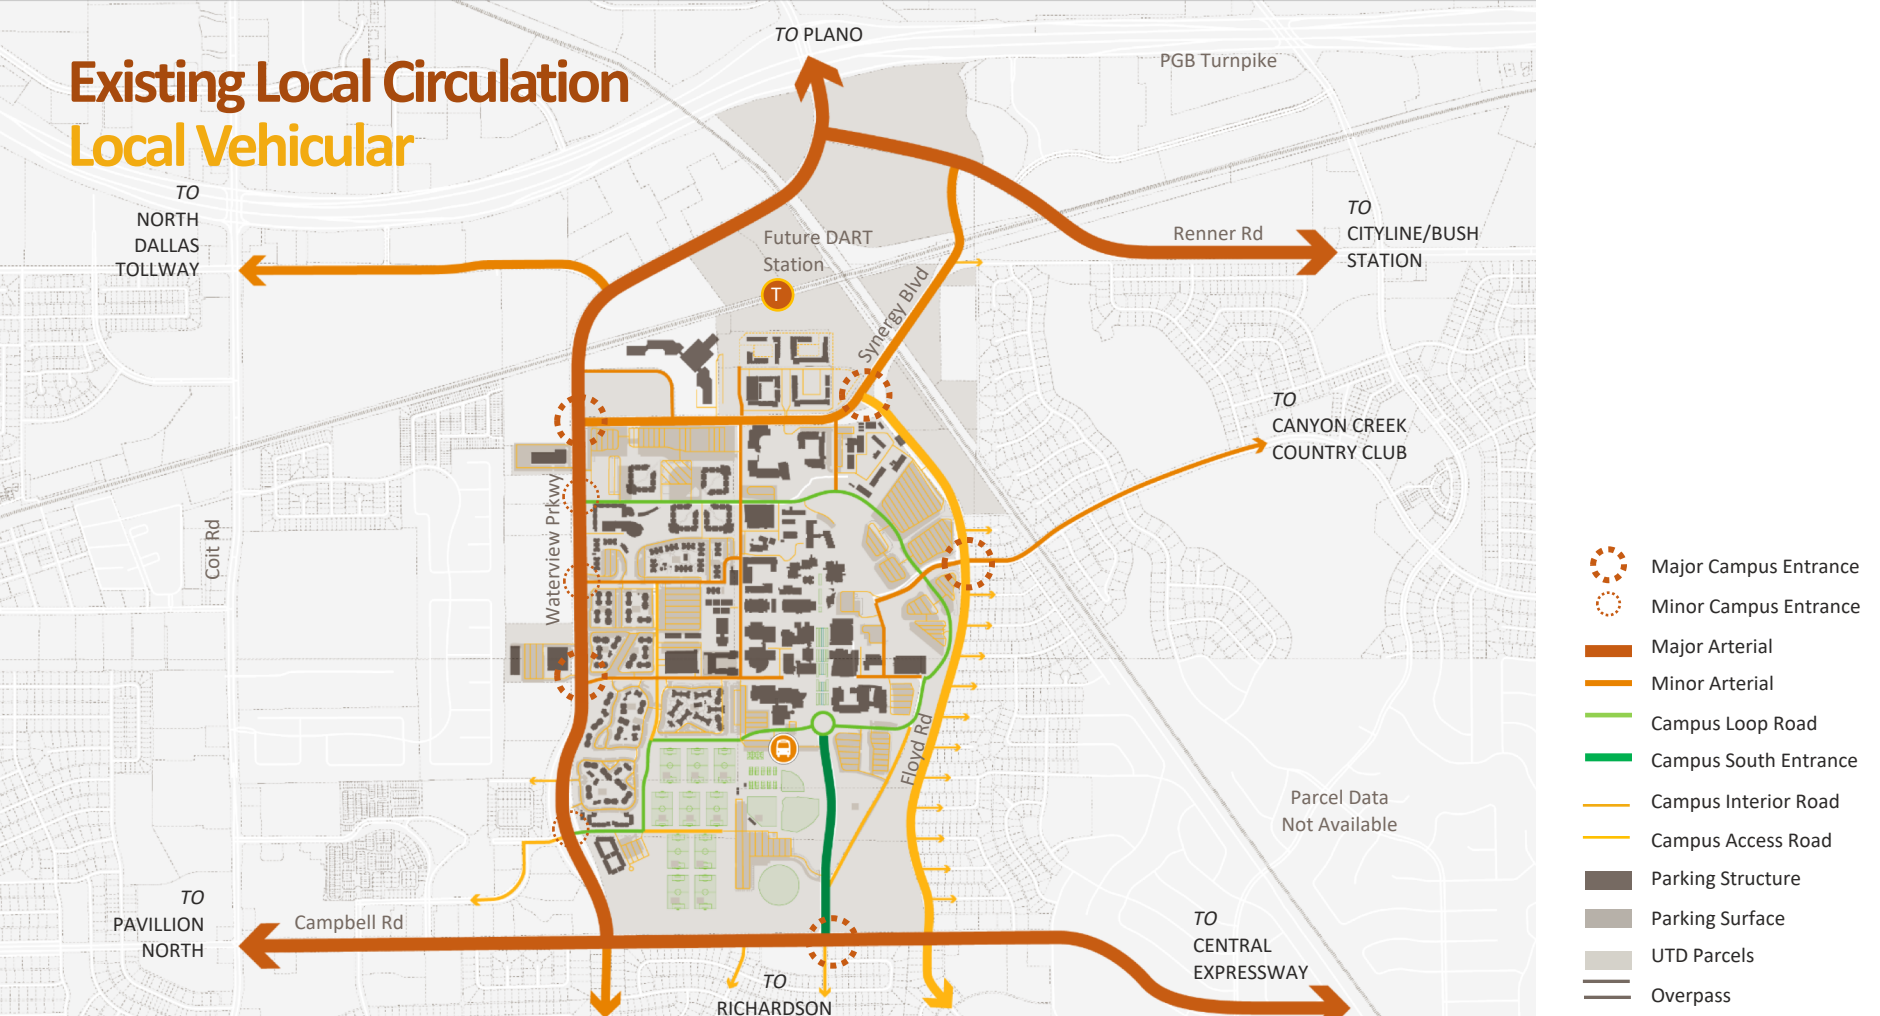 Existing Local Circulation
Local Vehicular
TO PLANO
PGB Turnpike
TO
NORTH
DALLAS
TOLLWAY
Future DART
Station
T
Renner Rd
TO
CITYLINE/BUSH
STATION
Synergy Blvd
TO
CANYON CREEK
COUNTRY CLUB
Coit Rd
Waterview Prkwy
Floyd Rd
Parcel Data
Not Available
TO
PAVILLION
NORTH
Campbell Rd
TO
RICHARDSON
TO
CENTRAL
EXPRESSWAY
Major Campus Entrance
Minor Campus Entrance
Major Arterial
Minor Arterial
Campus Loop Road
Campus South Entrance
Campus Interior Road
Campus Access Road
Parking Structure
Parking Surface
UTD Parcels
Overpass